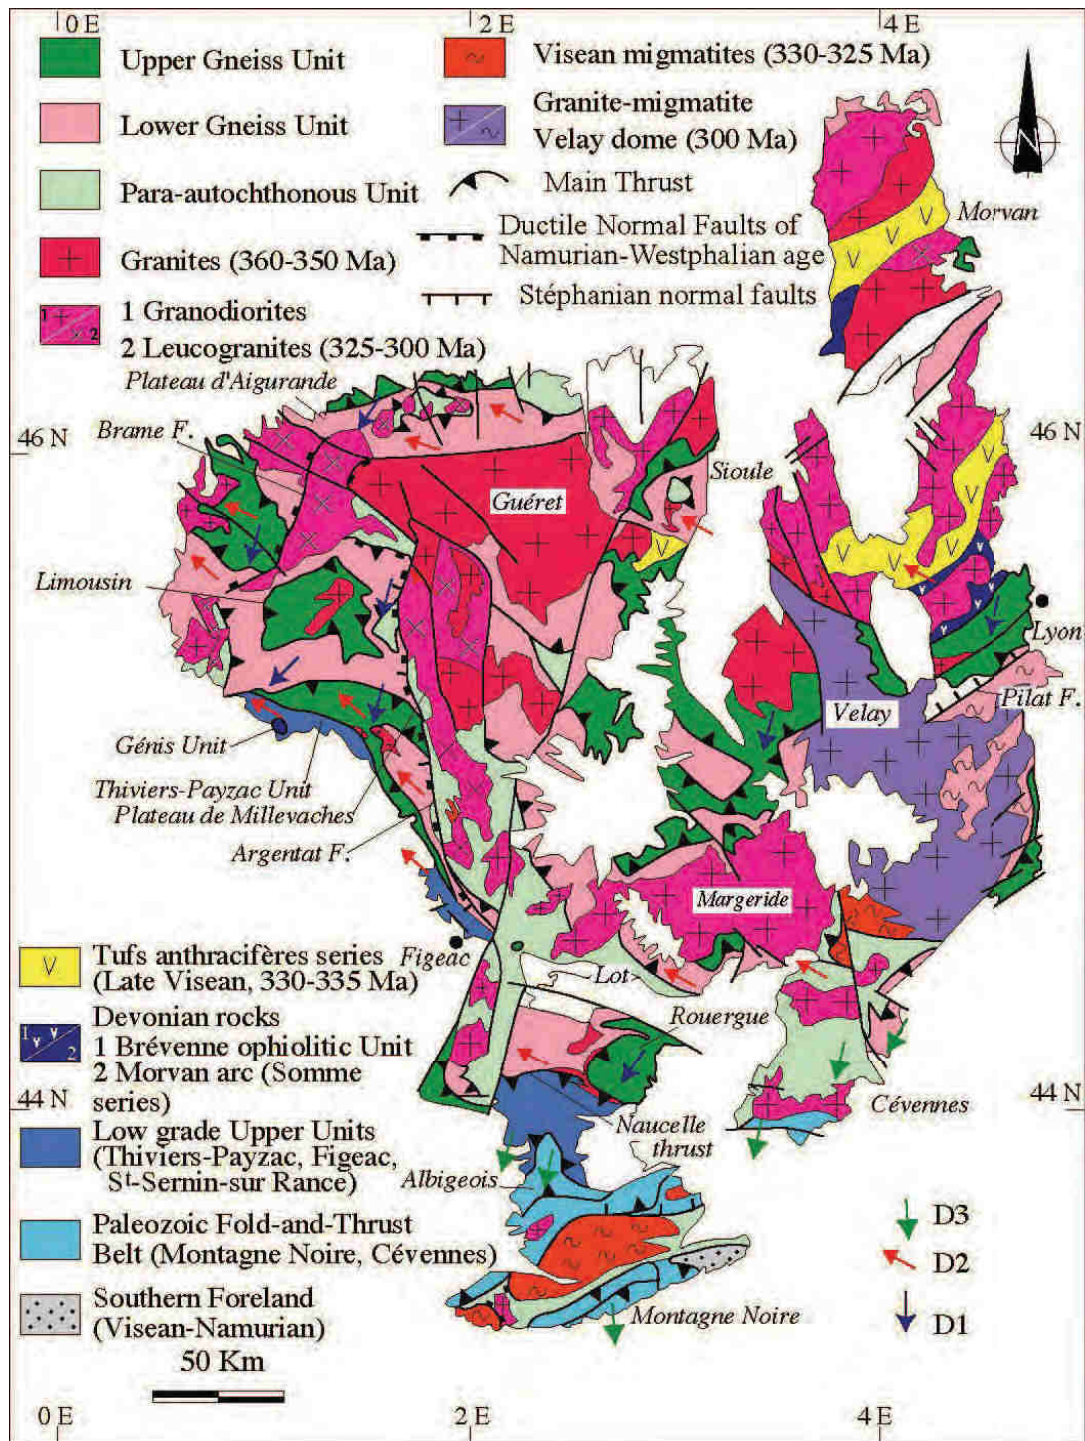 0 E
2 E
4 E
Upper Gneiss Unit
Lower Gneiss Unit
Para-autochthonous Unit
Granites (360-350 Ma)
1 2
1 Granodiorites
2 Leucogranites (325-300 Ma)
Visean migmatites (330-325 Ma)
Granite-migmatite
Velay dome (300 Ma)
Main Thrust
Ductile Normal Faults of
Namurian-Westphalian age
Stéphanian normal faults
N
Morvan
Plateau d'Aigurande
46 N
Brame F.
46 N
Sioule
Guéret
Limousin
Lyon
Pilat F.
Velay
Génis Unit
Thiviers-Payzac Unit
Plateau de Millevaches
Argentat F.
Margeride
Figeac
Lot
Rouergue
44 N
44 N
Cévennes
Naucelle
thrust
Albigeois
Montagne Noire
V
Tufs anthracifères series
(Late Visean, 330-335 Ma)
1 v v 2
Devonian rocks
1 Brévenne ophiolitic Unit
2 Morvan arc (Somme
series)
Low grade Upper Units
(Thiviers-Payzac, Figeac,
St-Sernin-sur Rance)
Paleozoic Fold-and-Thrust
Belt (Montagne Noire, Cévennes)
Southern Foreland
(Visean-Namurian)
50 Km
D3
D2
D1
0 E
2 E
4 E